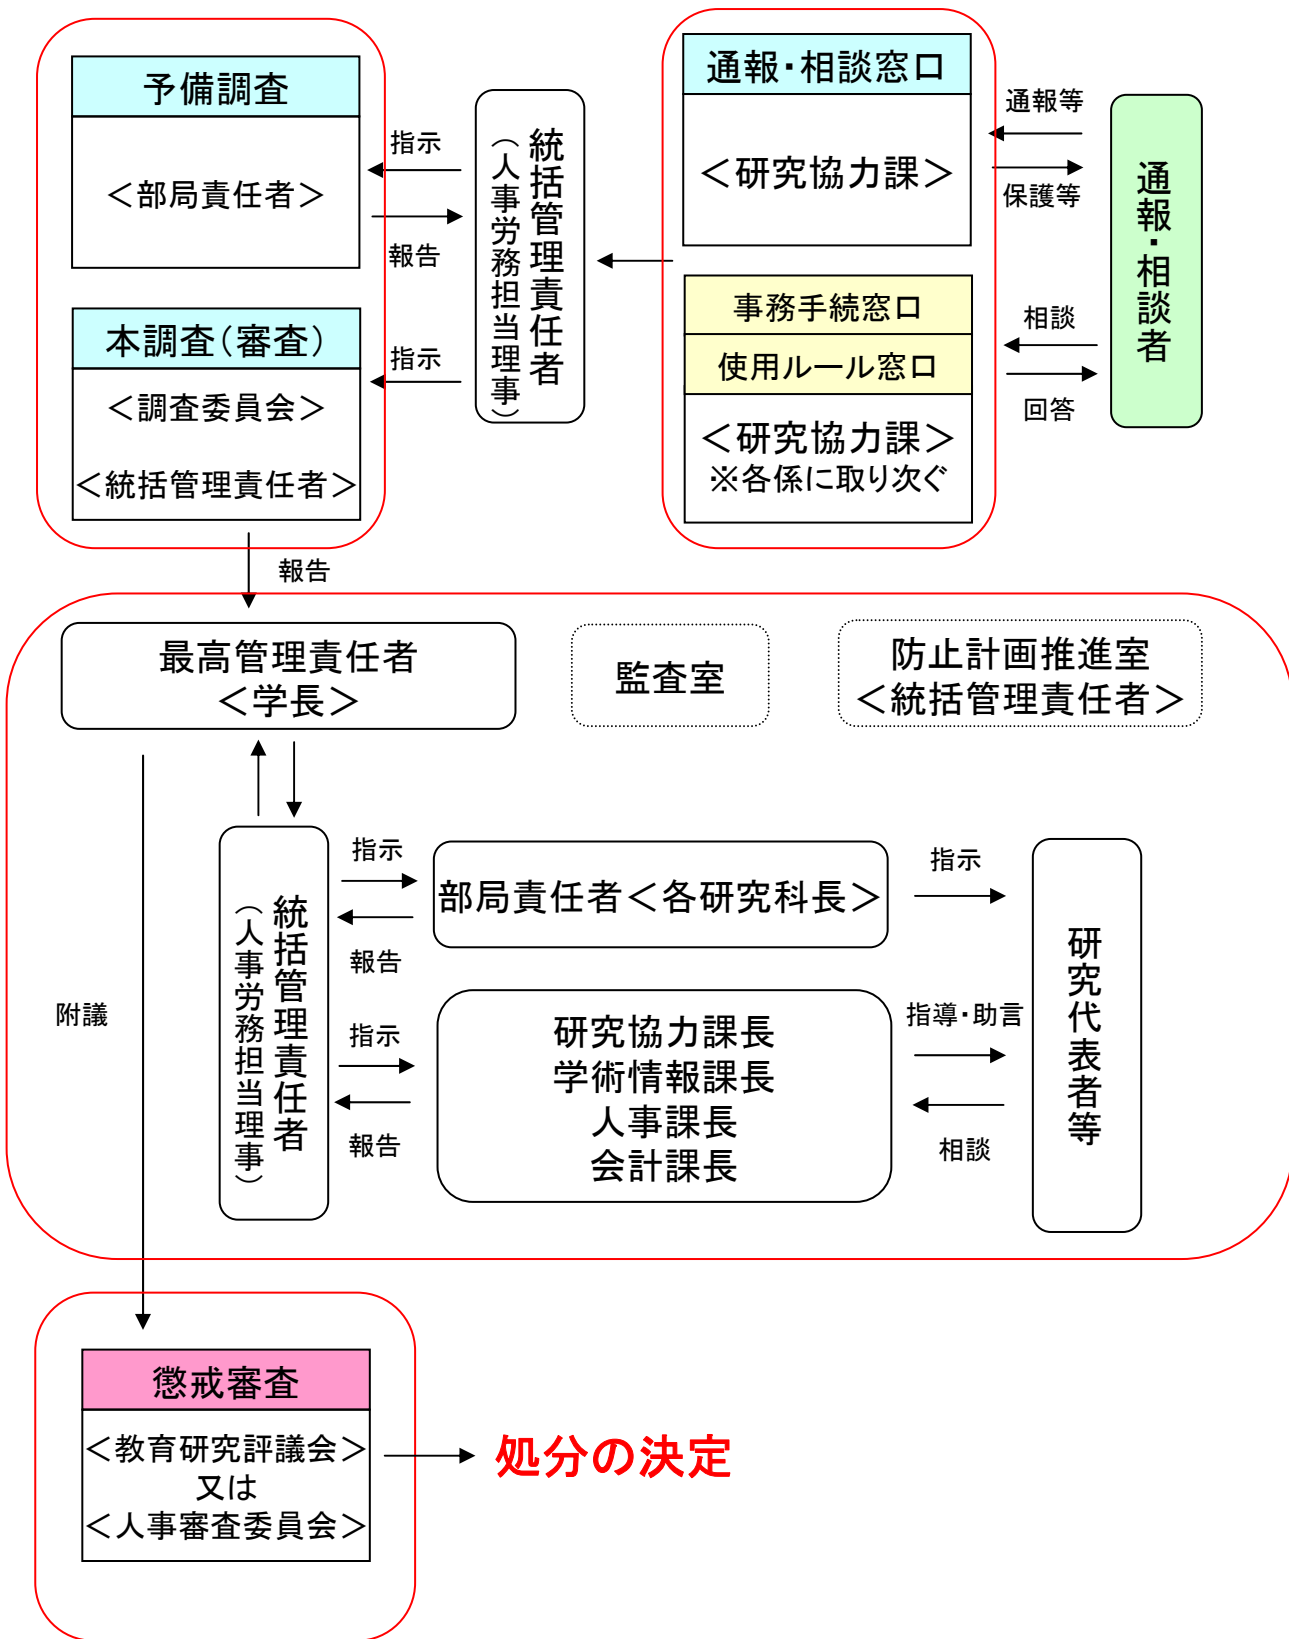 予備調査
＜部局責任者＞
本調査（審査）
＜調査委員会＞
＜統括管理責任者＞
指示
報告
指示
統括管理責任者
（人事労務担当理事）
通報・相談窓口
＜研究協力課＞
事務手続窓口
使用ルール窓口
＜研究協力課＞
※各係に取り次ぐ
通報等
保護等
相談
回答
通報・相談者
報告
最高管理責任者
＜学長＞
監査室
防止計画推進室
＜統括管理責任者＞
附議
統括管理責任者
（人事労務担当理事）
指示
報告
指示
報告
部局責任者＜各研究科長＞
研究協力課長
学術情報課長
人事課長
会計課長
指示
指導・助言
相談
研究代表者等
懲戒審査
＜教育研究評議会＞
又は
＜人事審査委員会＞
処分の決定